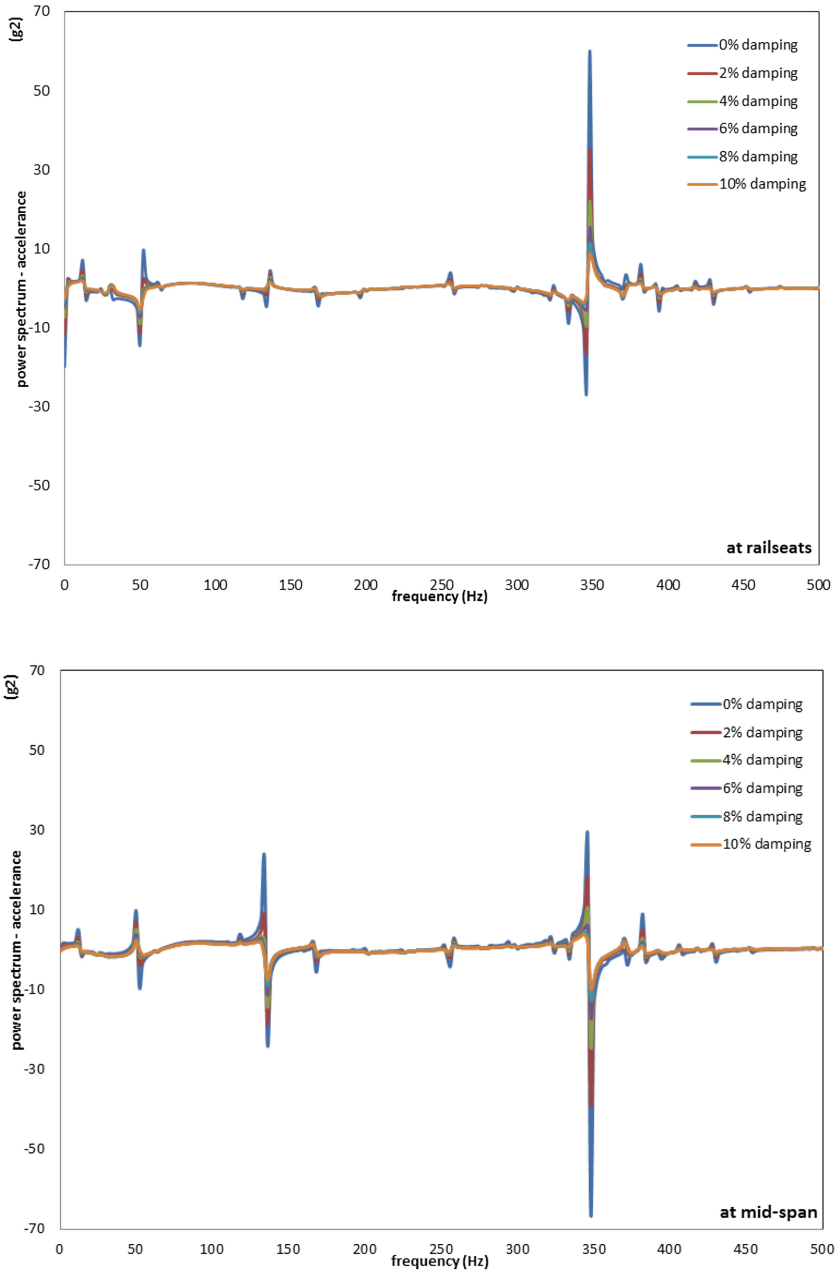 70
50
30
10
-10
-30
-50
-70
(g2)
power spectrum - accelerance
0% damping
2% damping
4% damping
6% damping
8% damping
10% damping
at railseats
0 50 100 150 200 250 300 350 400 450 500
frequency (Hz)
70
50
30
10
-10
-30
-50
-70
(g2)
power spectrum - accelerance
0% damping
2% damping
4% damping
6% damping
8% damping
10% damping
at mid-span
0 50 100 150 200 250 300 350 400 450 500
frequency (Hz)